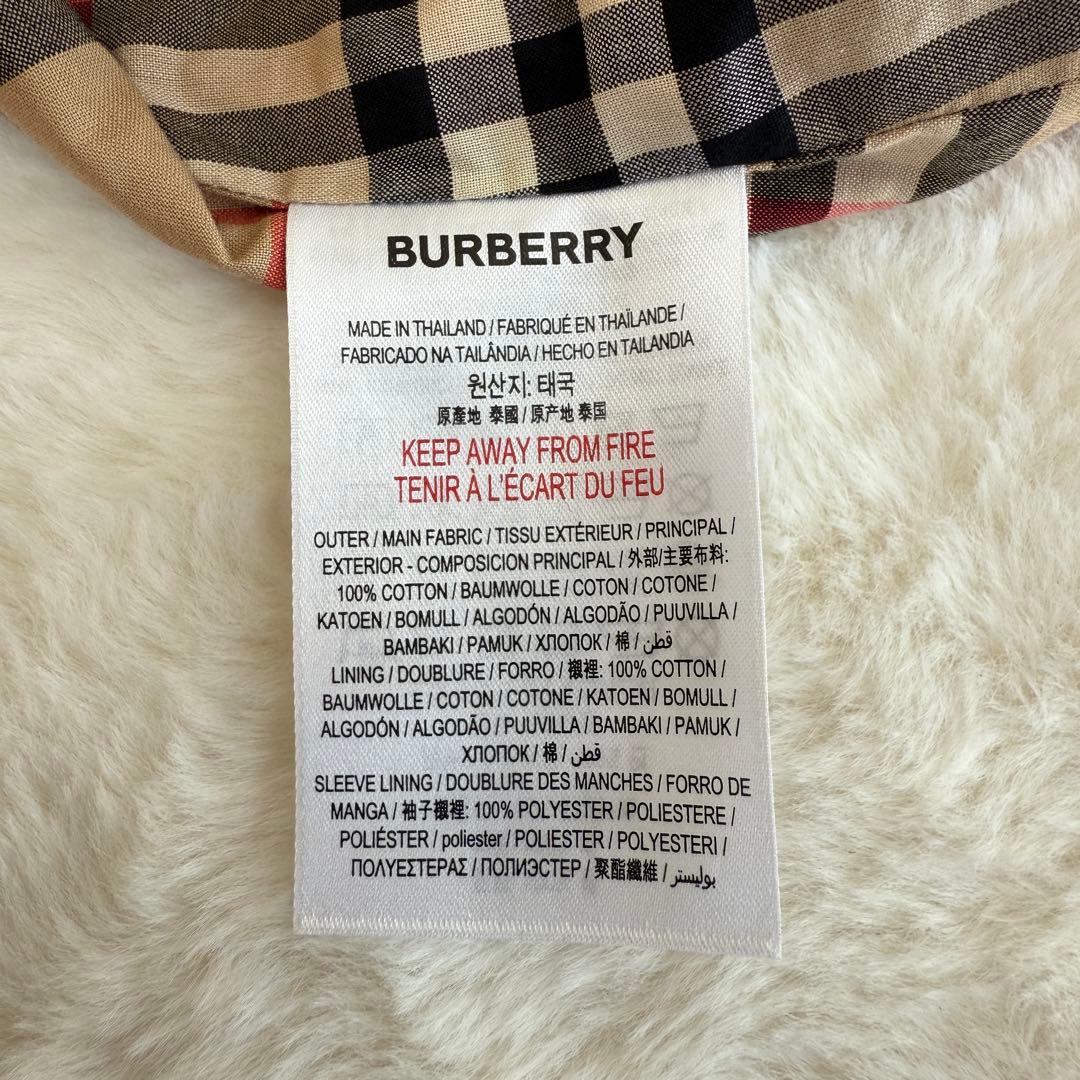 BURBERRY
MADE IN THAILAND / FABRIQUÉ EN THAÏLANDE /
FABRICADO NA TAILÂNDIA / HECHO EN TAILANDIA
원산지: 태국
原產地 泰國 / 原产地 泰国
KEEP AWAY FROM FIRE
TENIR À L'ÉCART DU FEU
OUTER / MAIN FABRIC / TISSU EXTÉRIEUR / PRINCIPAL /
EXTERIOR - COMPOSICION PRINCIPAL / 外部/主要布料:
100% COTTON / BAUMWOLLE / COTON / COTONE /
KATOEN / BOMULL / ALGODÓN / ALGODÃO / PUUVILLA /
BAMBAKI / PAMUK / ХЛОПОК / 棉 / قطن
LINING / DOUBLURE / FORRO / 襯裡: 100% COTTON /
BAUMWOLLE / COTON / COTONE / KATOEN / BOMULL /
ALGODÓN / ALGODÃO / PUUVILLA / BAMBAKI / PAMUK /
ХЛОПОК / 棉 / قطن
SLEEVE LINING / DOUBLURE DES MANCHES / FORRO DE
MANGA / 袖子襯裡: 100% POLYESTER / POLIESTERE /
POLIÉSTER / poliester / POLIESTER / POLYESTERI /
ΠΟΛΥΕΣΤΕΡΑΣ / ПОЛИЭСТЕР / 聚酯纖維 / بوليستر